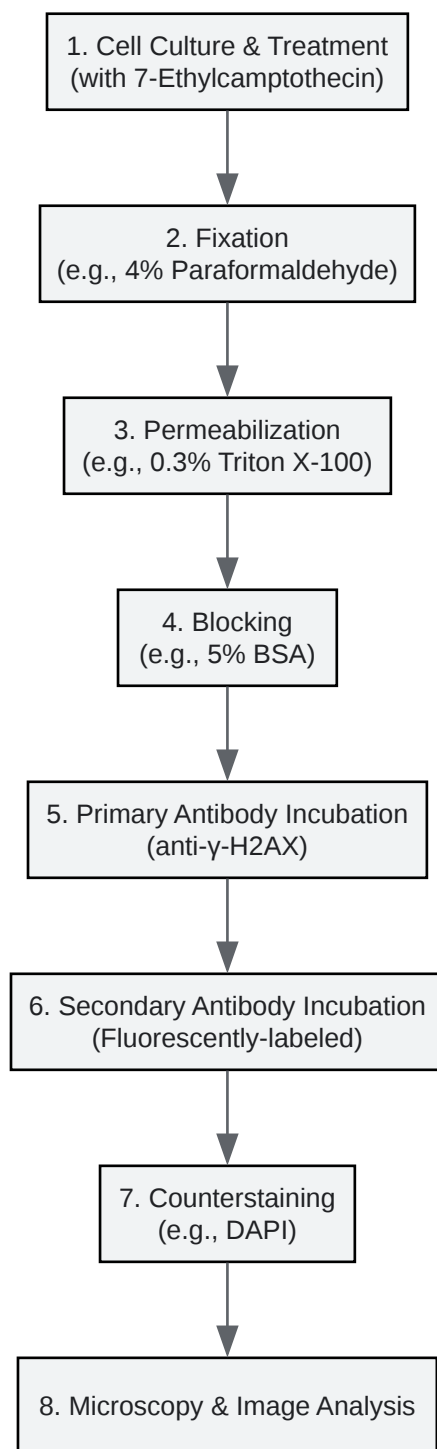 1. Cell Culture & Treatment
(with 7-Ethylcamptothecin)
2. Fixation
(e.g., 4% Paraformaldehyde)
3. Permeabilization
(e.g., 0.3% Triton X-100)
4. Blocking
(e.g., 5% BSA)
5. Primary Antibody Incubation
(anti-γ-H2AX)
6. Secondary Antibody Incubation
(Fluorescently-labeled)
7. Counterstaining
(e.g., DAPI)
8. Microscopy & Image Analysis